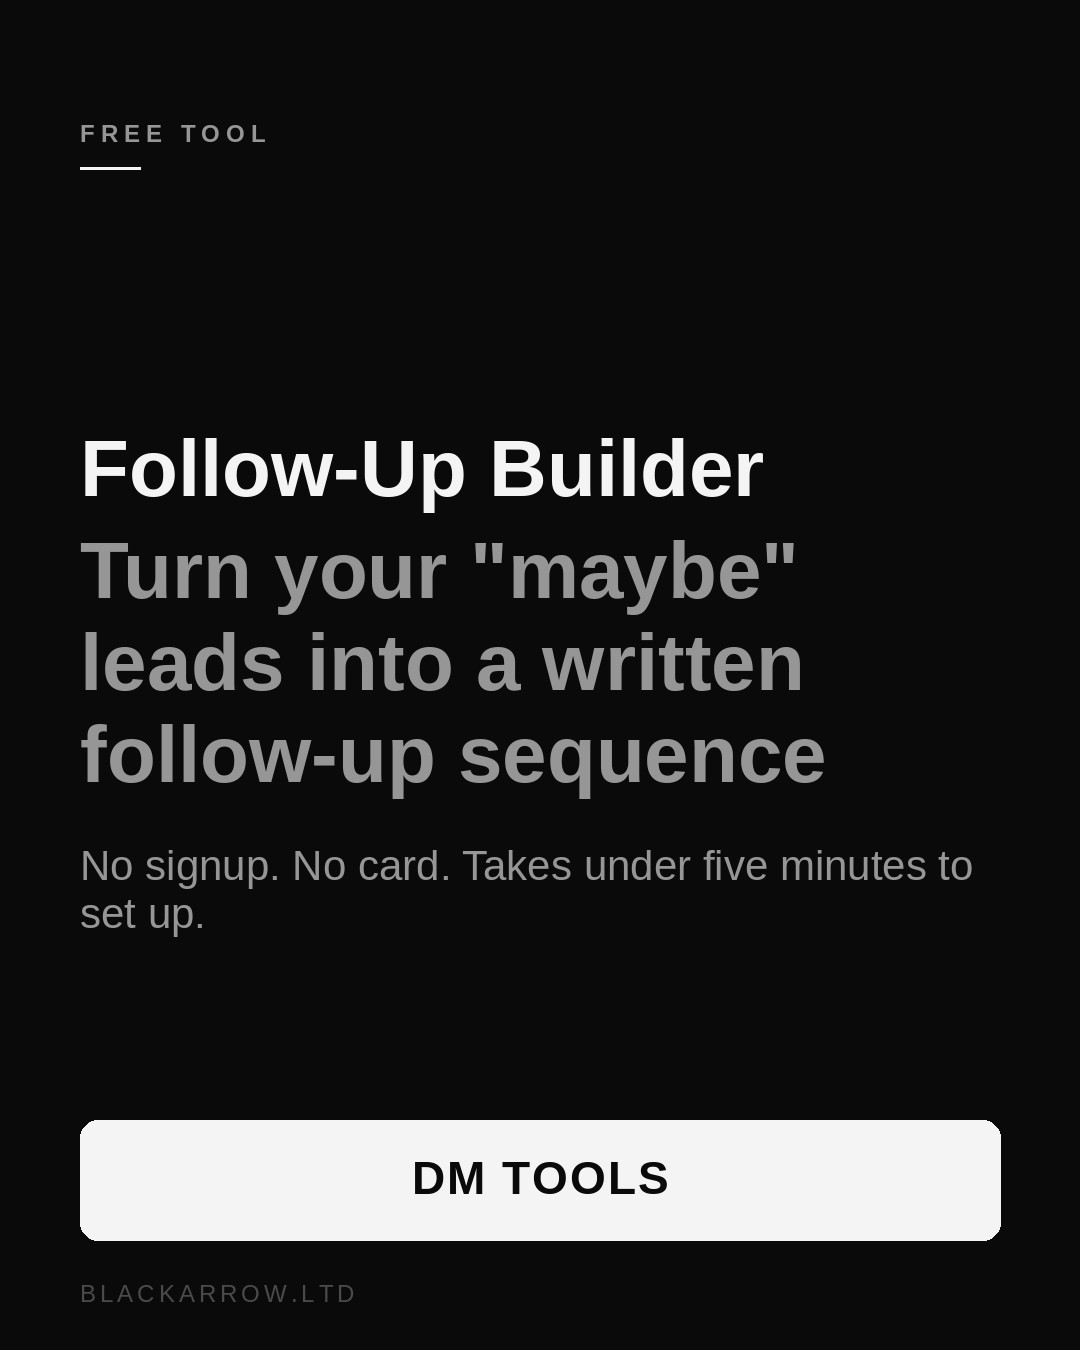 FREE TOOL
Follow-Up Builder
Turn your "maybe"
leads into a written
follow-up sequence
No signup. No card. Takes under five minutes to
set up.
DM TOOLS
BLACKARROW.LTD